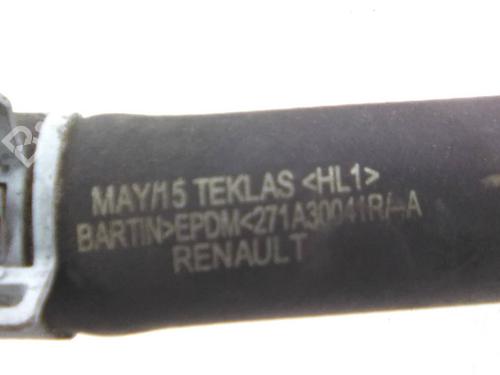 MAY/15 TEKLAS <HL1>
BARTIN>EPDM<271A30041R/-A
RENAULT